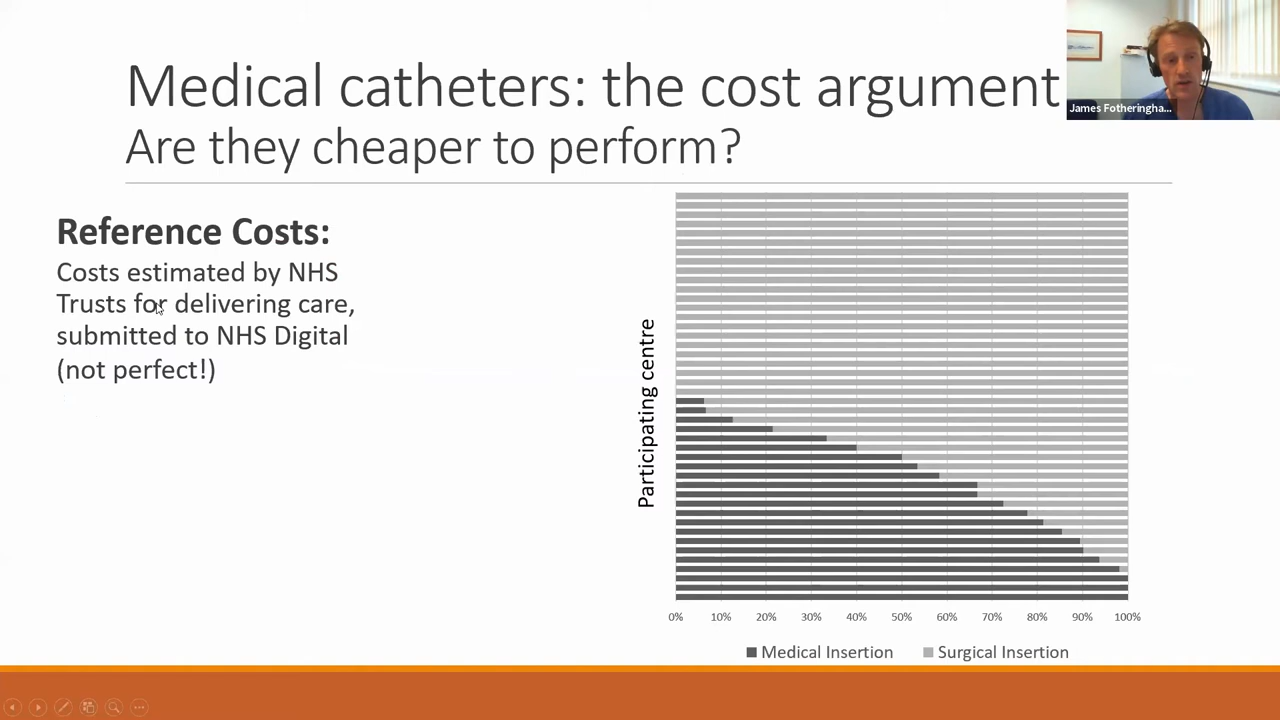 Medical catheters: the cost argument
Are they cheaper to perform?
James Fotheringha...
Reference Costs:
Costs estimated by NHS
Trusts for delivering care,
submitted to NHS Digital
(not perfect!)
Participating centre
0% 10% 20% 30% 40% 50% 60% 70% 80% 90% 100%
Medical Insertion Surgical Insertion